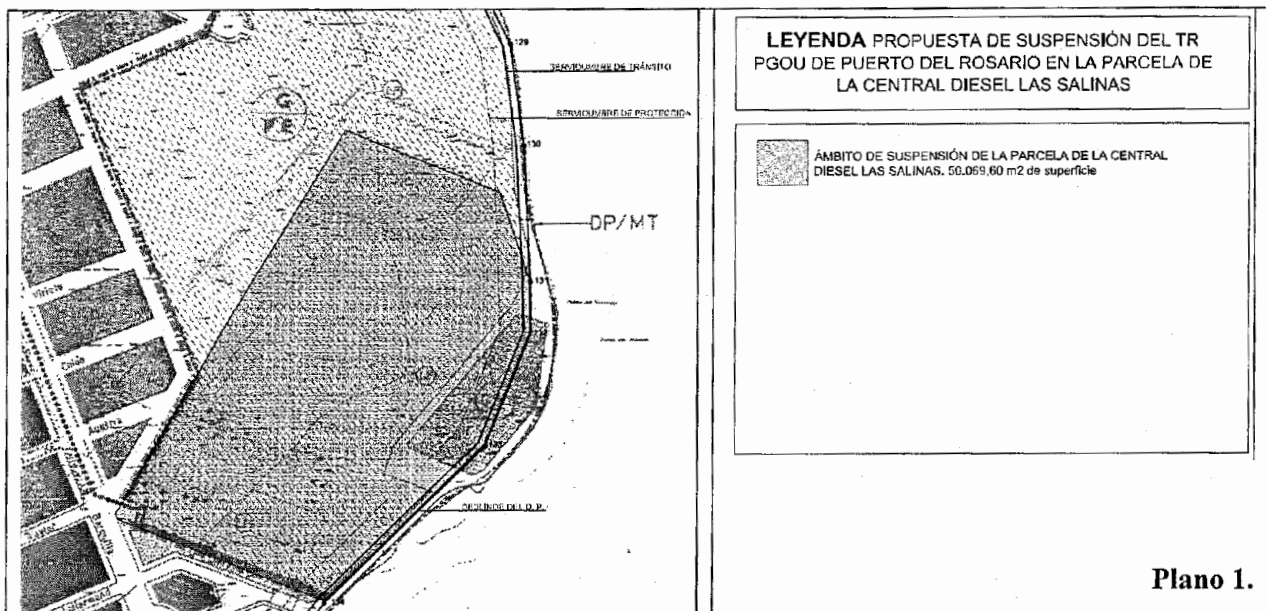 129
SERVIDUMBRE DE TRÁNSITO
G
SERVIDUMBRE DE PROTECCIÓN
130
DP/MT
DESLINDE DEL D. P.
LEYENDA PROPUESTA DE SUSPENSIÓN DEL TR
PGOU DE PUERTO DEL ROSARIO EN LA PARCELA DE
LA CENTRAL DIESEL LAS SALINAS
ÁMBITO DE SUSPENSIÓN DE LA PARCELA DE LA CENTRAL
DIESEL LAS SALINAS. 50.069,60 m2 de superficie
Plano 1.